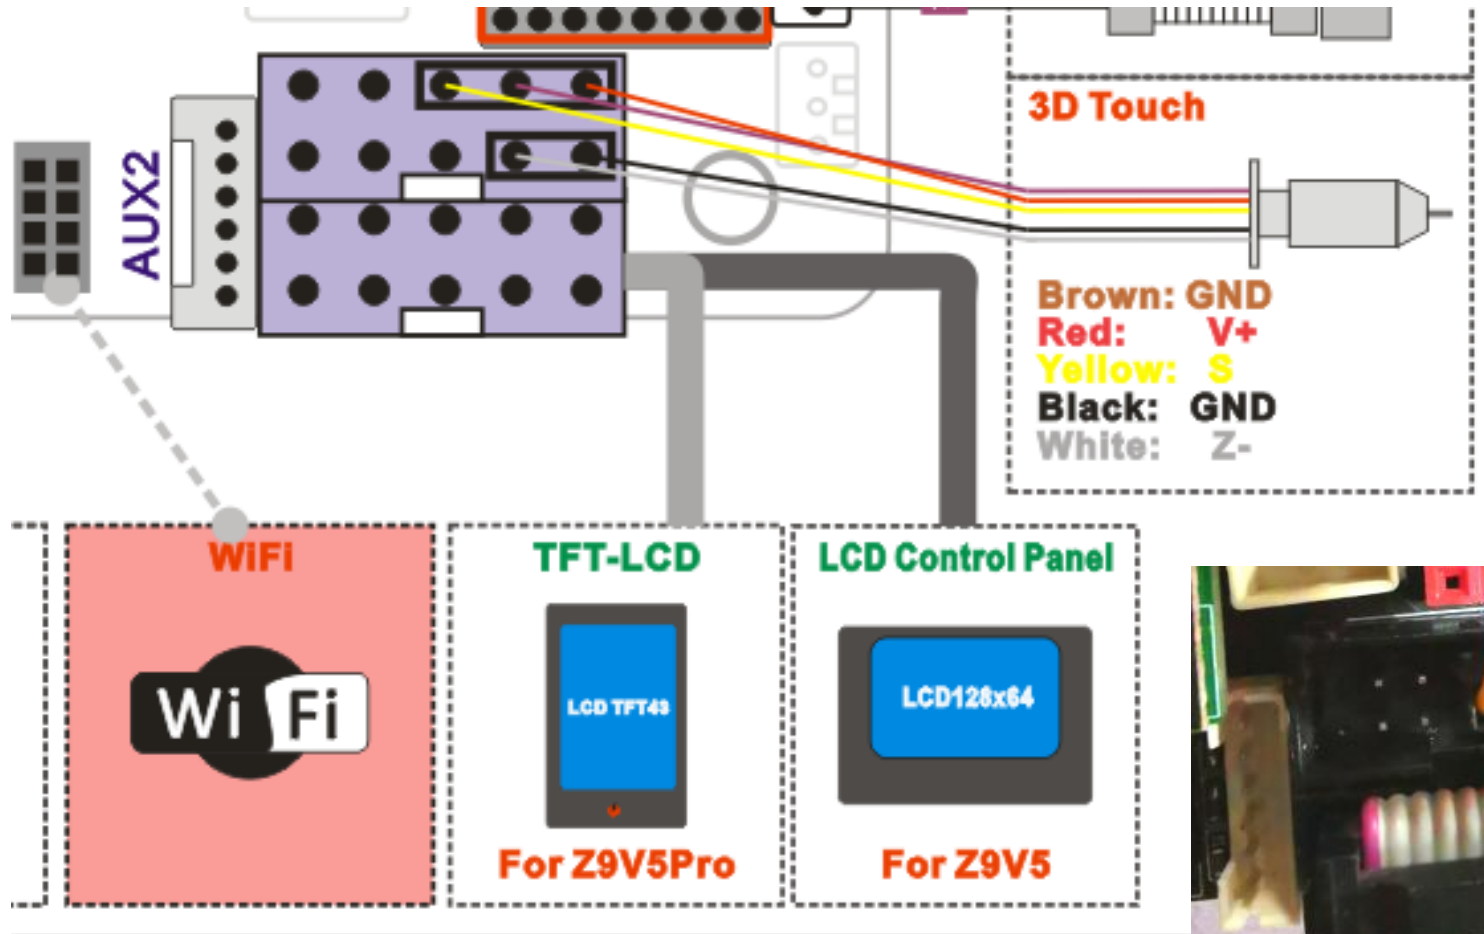 3D Touch
AUX2
Brown: GND
Red: V+
Yellow: S
Black: GND
White: Z-
WiFi
Wi Fi
TFT-LCD
LCD TFT43
For Z9V5Pro
LCD Control Panel
LCD128x64
For Z9V5